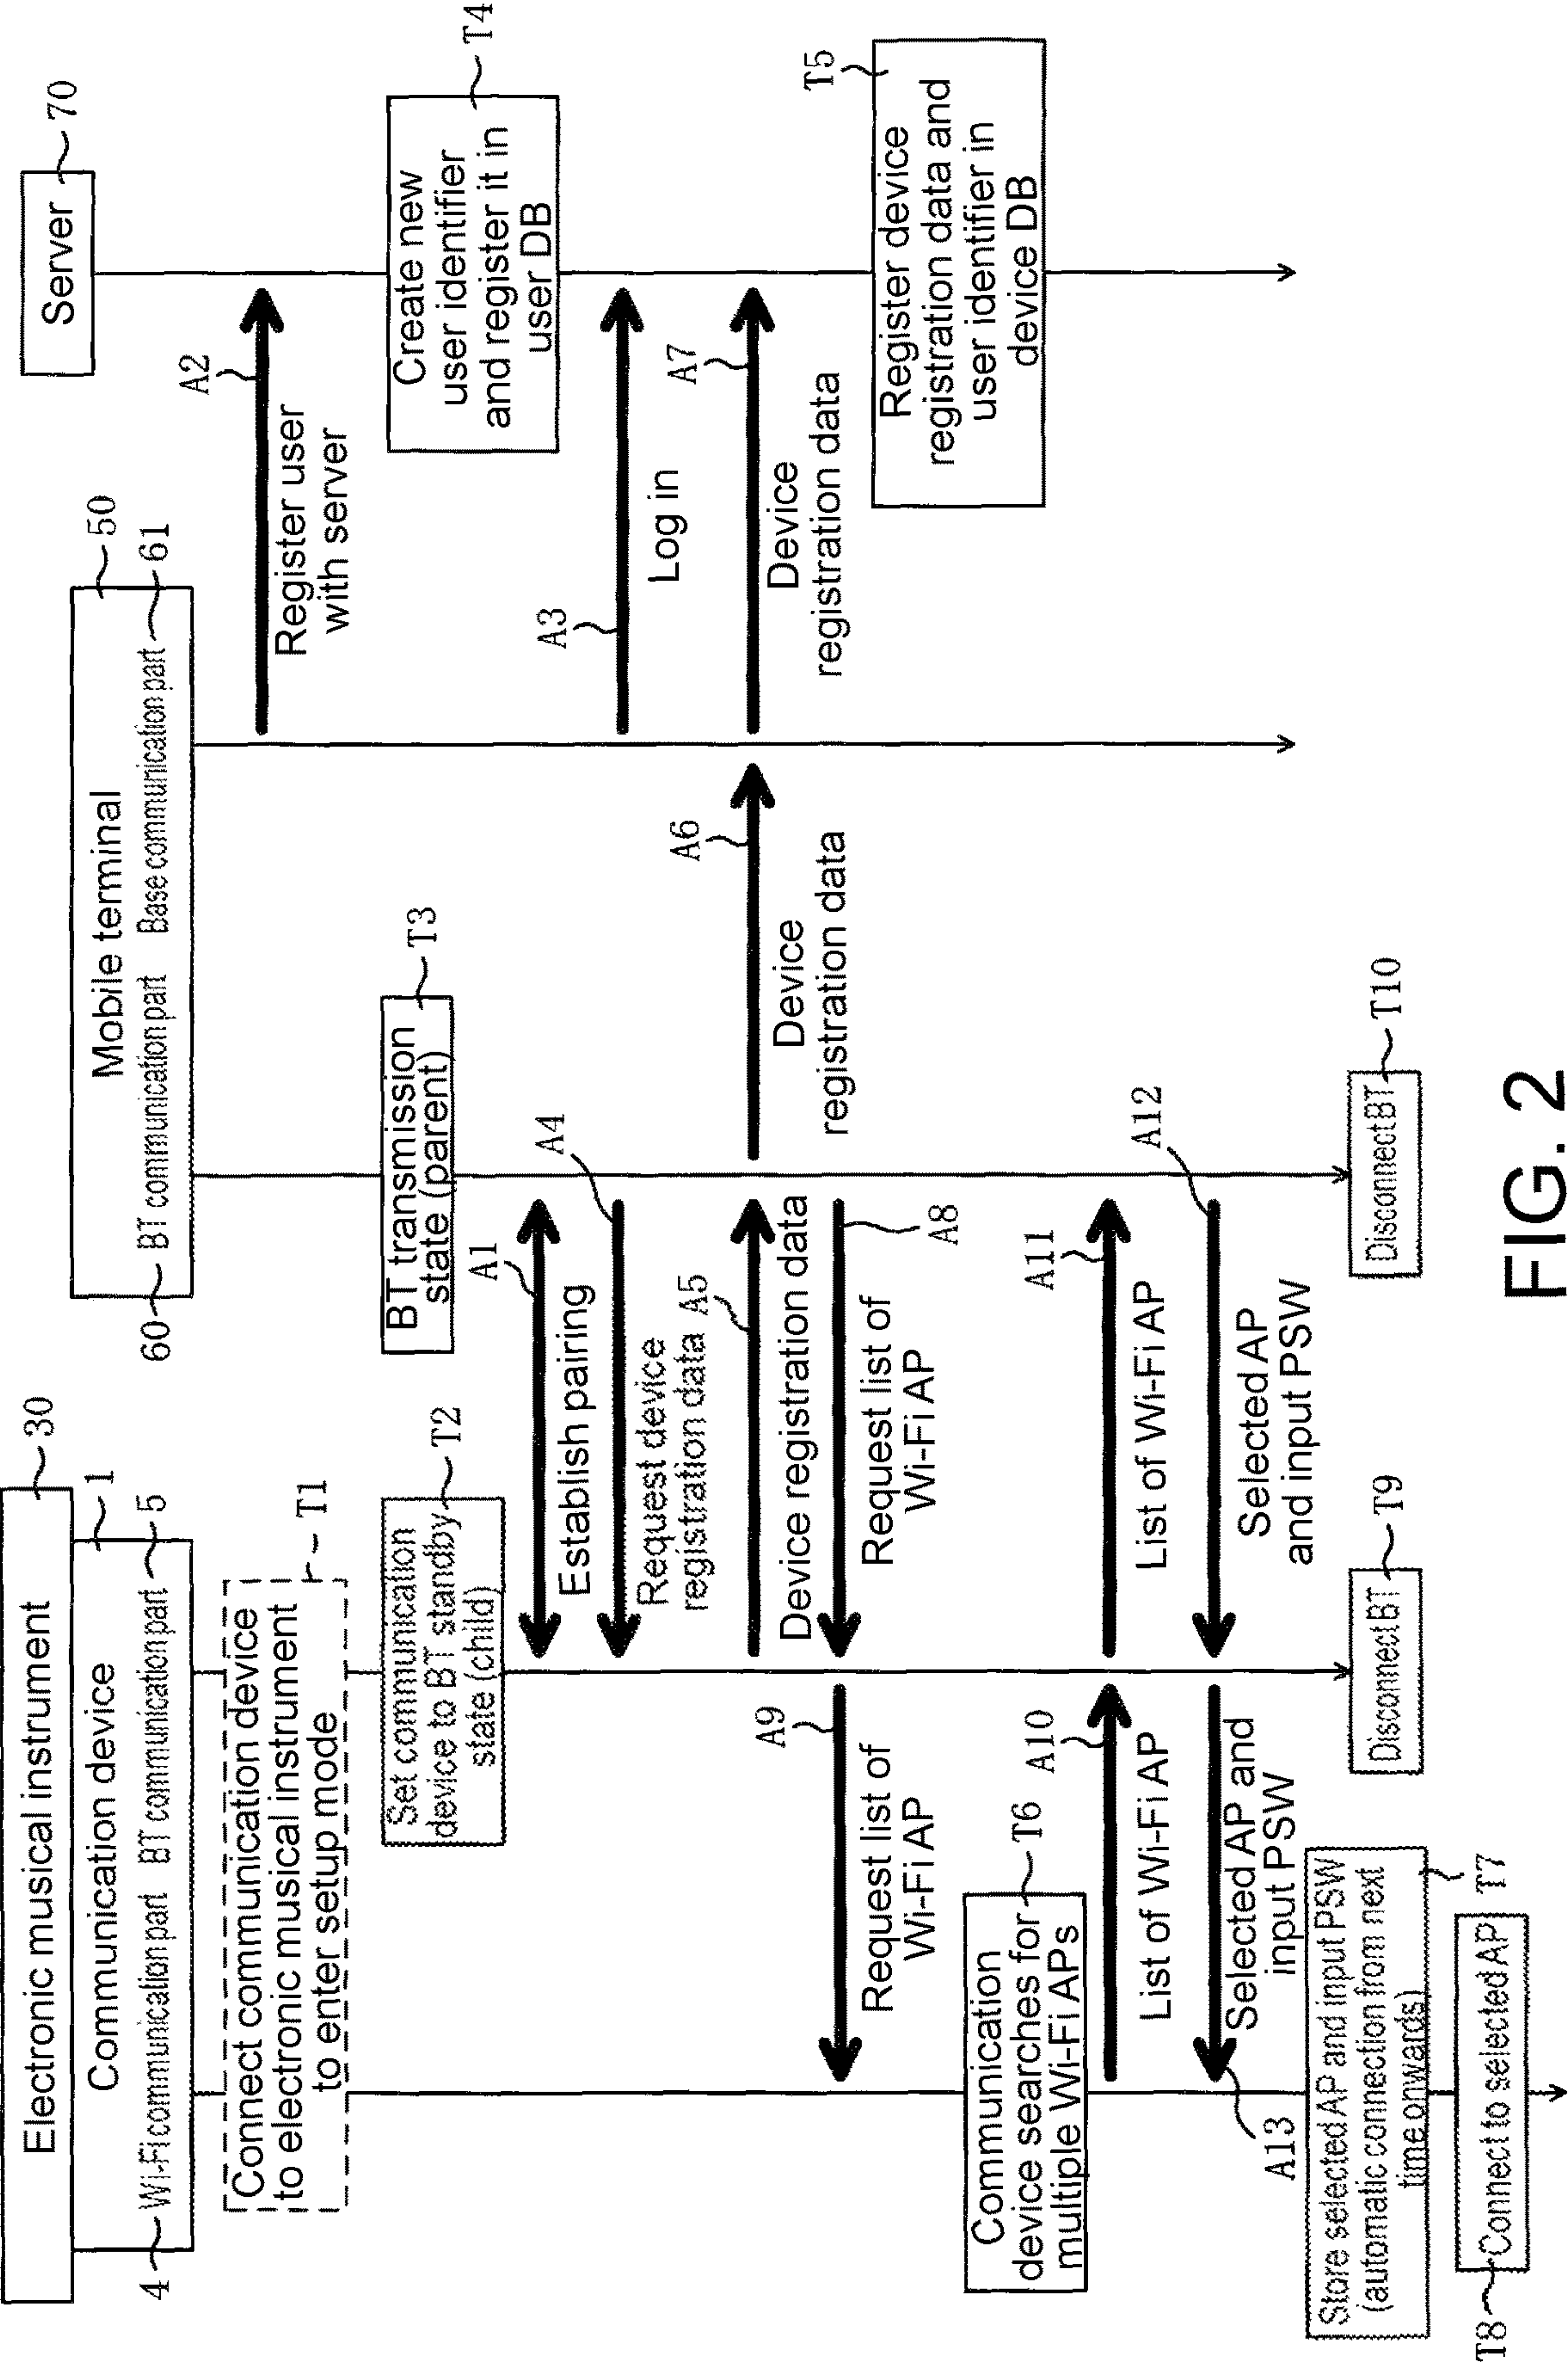 Electronic musical instrument
30
Communication device
1
4
Wi-Fi communication part
BT communication part
5
Mobile terminal
50
60
BT communication part
Base communication part
61
Server
70
Connect communication device
to electronic musical instrument
to enter setup mode
T1
Register user
with server
A2
Set communication
device to BT standby
state (child)
T2
BT transmission
state (parent)
T3
Create new
user identifier
and register it in
user DB
T4
A1
Establish pairing
A4
Request device
registration data
A3
Log in
A5
Device registration data
A6
Device
registration data
A7
Device
registration data
A8
Request list of
Wi-Fi AP
A9
Request list of
Wi-Fi AP
Register device
registration data and
user identifier in
device DB
T5
Communication
device searches for
multiple Wi-Fi APs
T6
A10
List of Wi-Fi AP
A11
List of Wi-Fi AP
A12
Selected AP
and input PSW
A13
Selected AP and
input PSW
Store selected AP and input PSW
(automatic connection from next
time onwards)
T7
Disconnect BT
T9
Disconnect BT
T10
T8
Connect to selected AP
FIG. 2